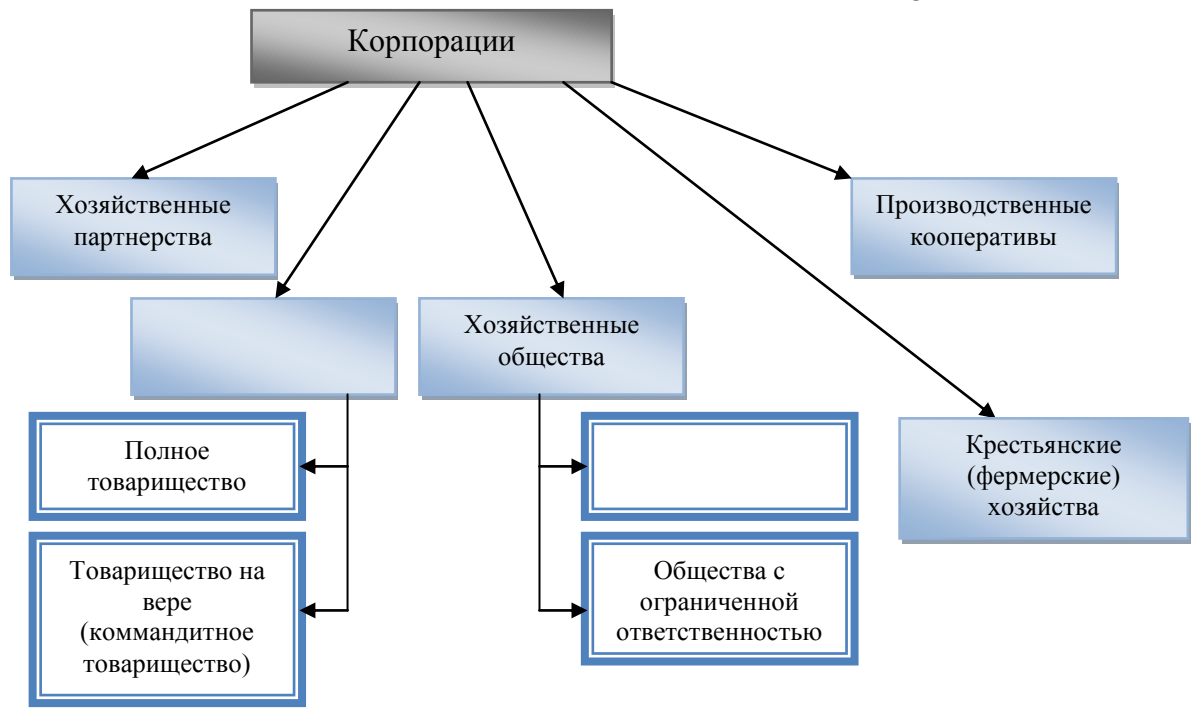 Корпорации
Хозяйственные
партнерства
Производственные
кооперативы
Хозяйственные
общества
Полное
товарищество
Крестьянские
(фермерские)
хозяйства
Товарищество на
вере
(коммандитное
товарищество)
Общества с
ограниченной
ответственностью